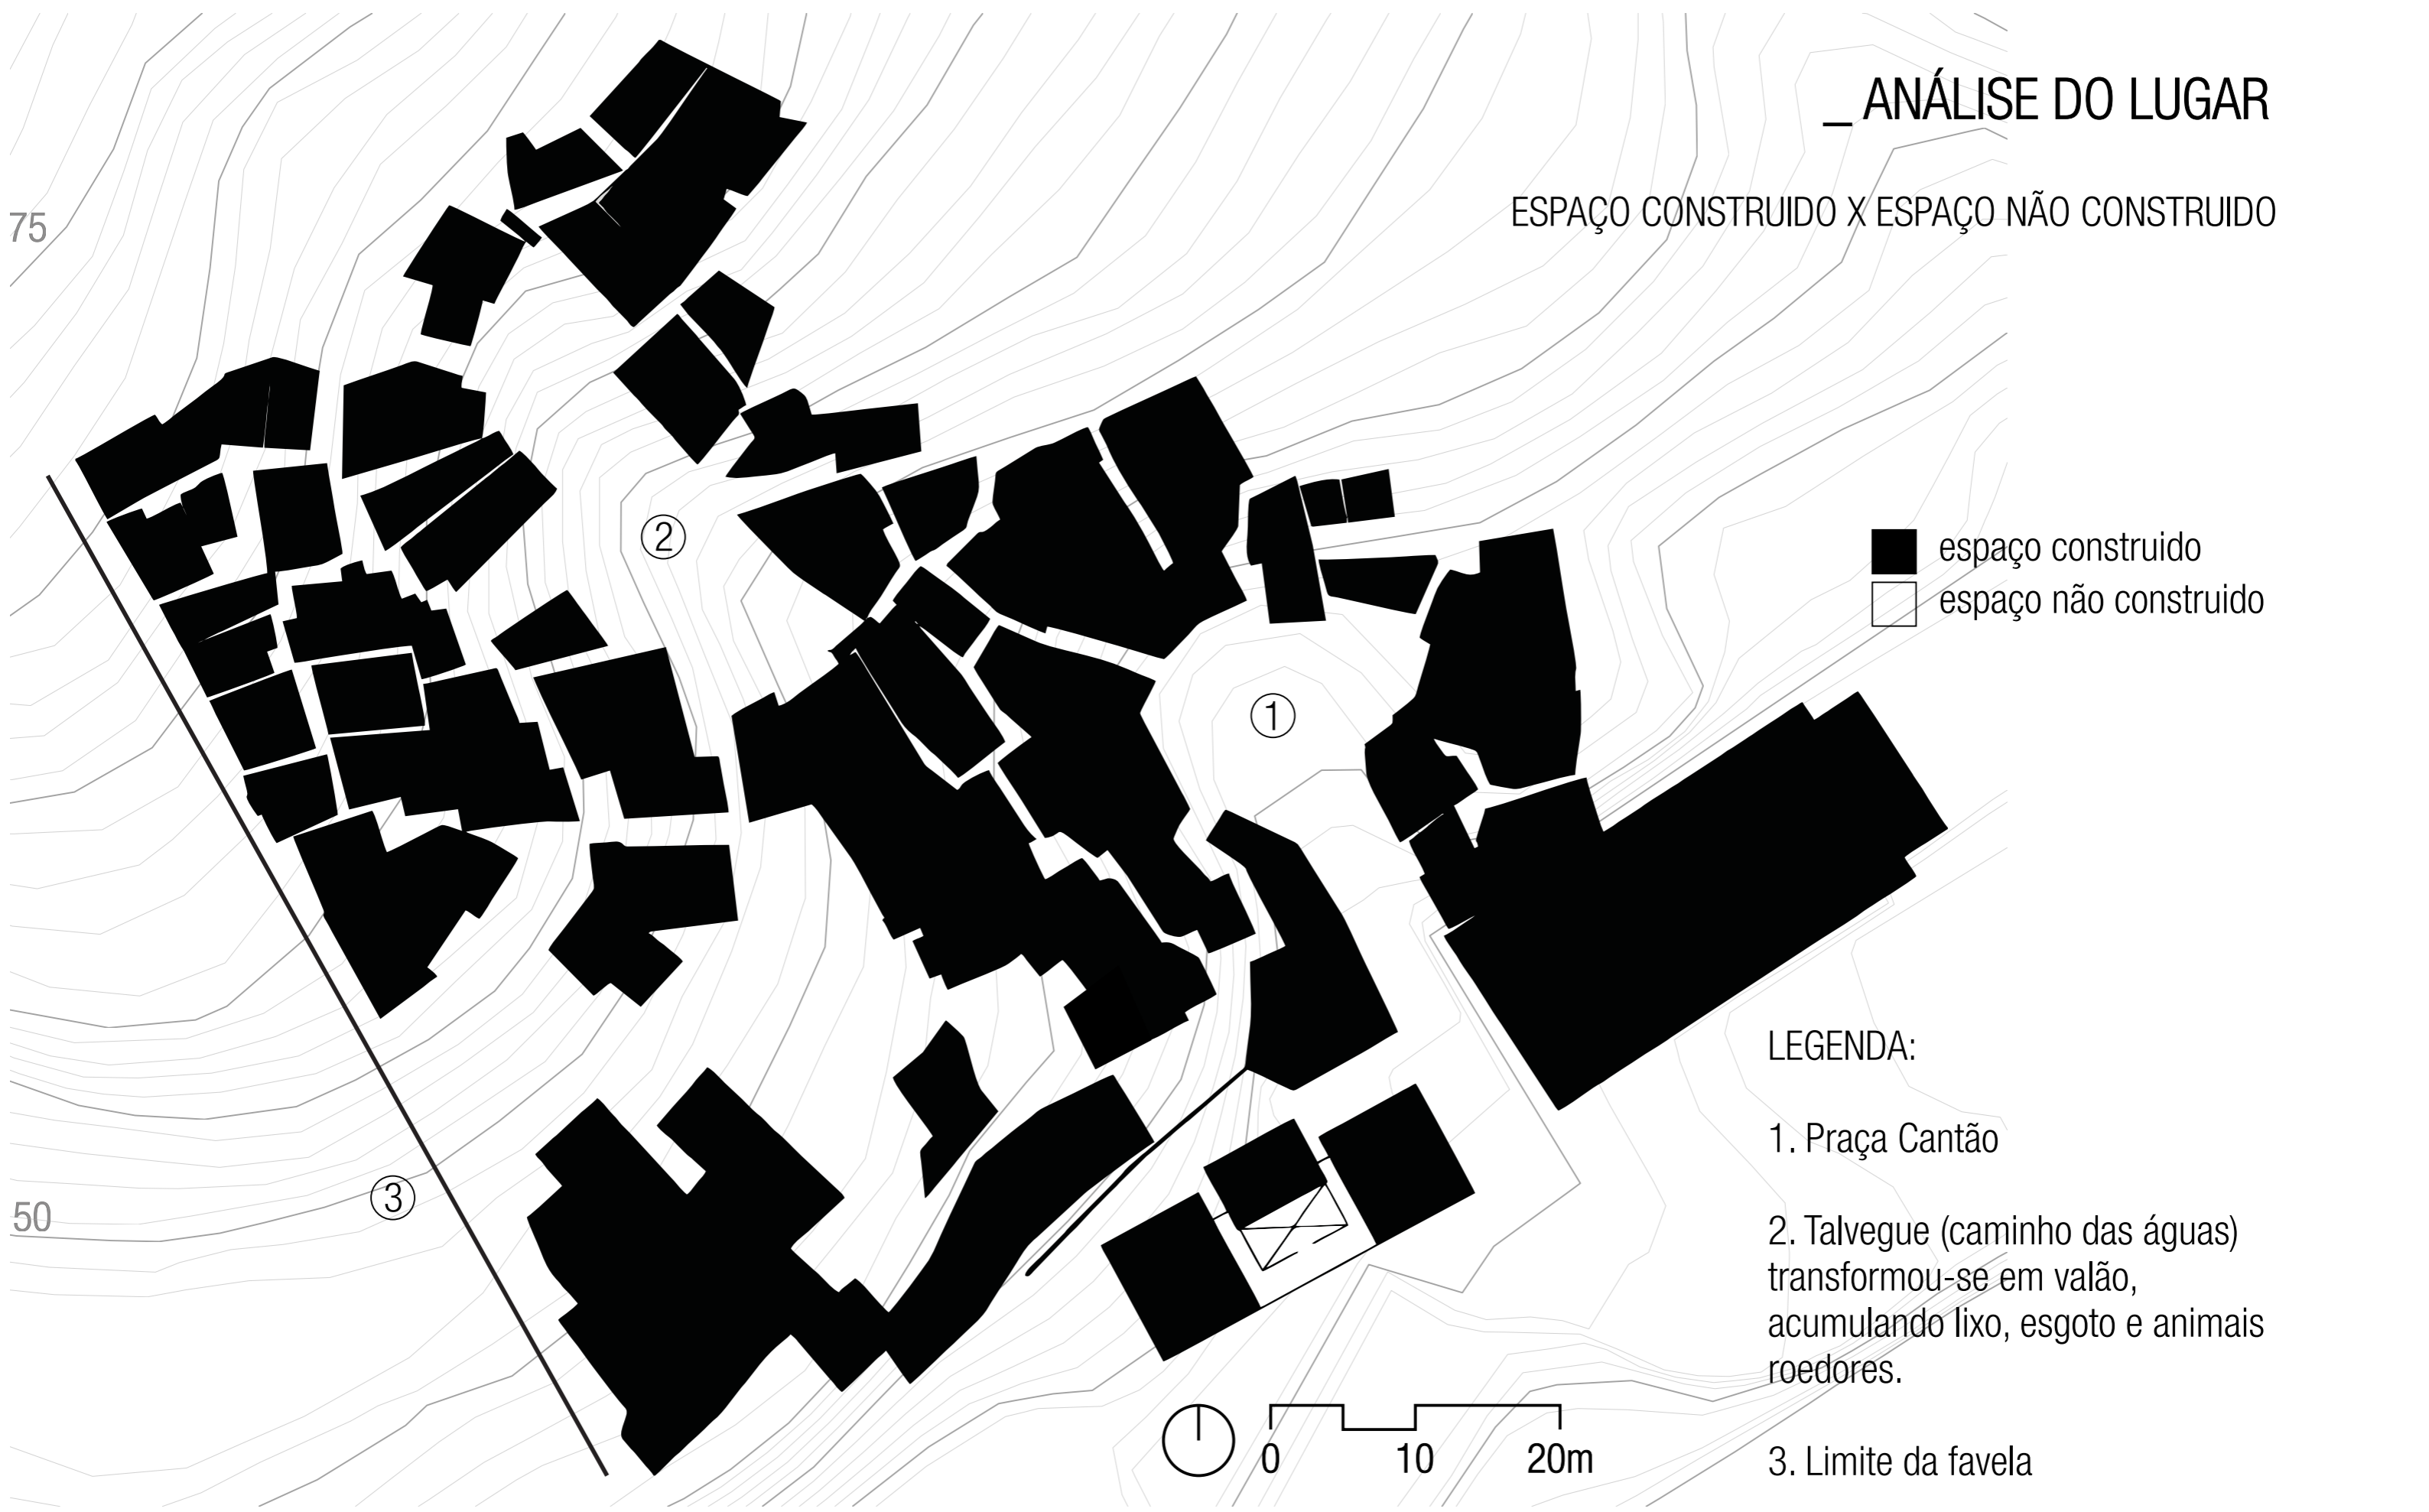 _ ANÁLISE DO LUGAR
ESPAÇO CONSTRUIDO X ESPAÇO NÃO CONSTRUIDO
75
2
espaço construido
espaço não construido
1
LEGENDA:
1. Praça Cantão
2. Talvegue (caminho das águas)
transformou-se em valão,
acumulando lixo, esgoto e animais
roedores.
3. Limite da favela
3
50
0 10 20m